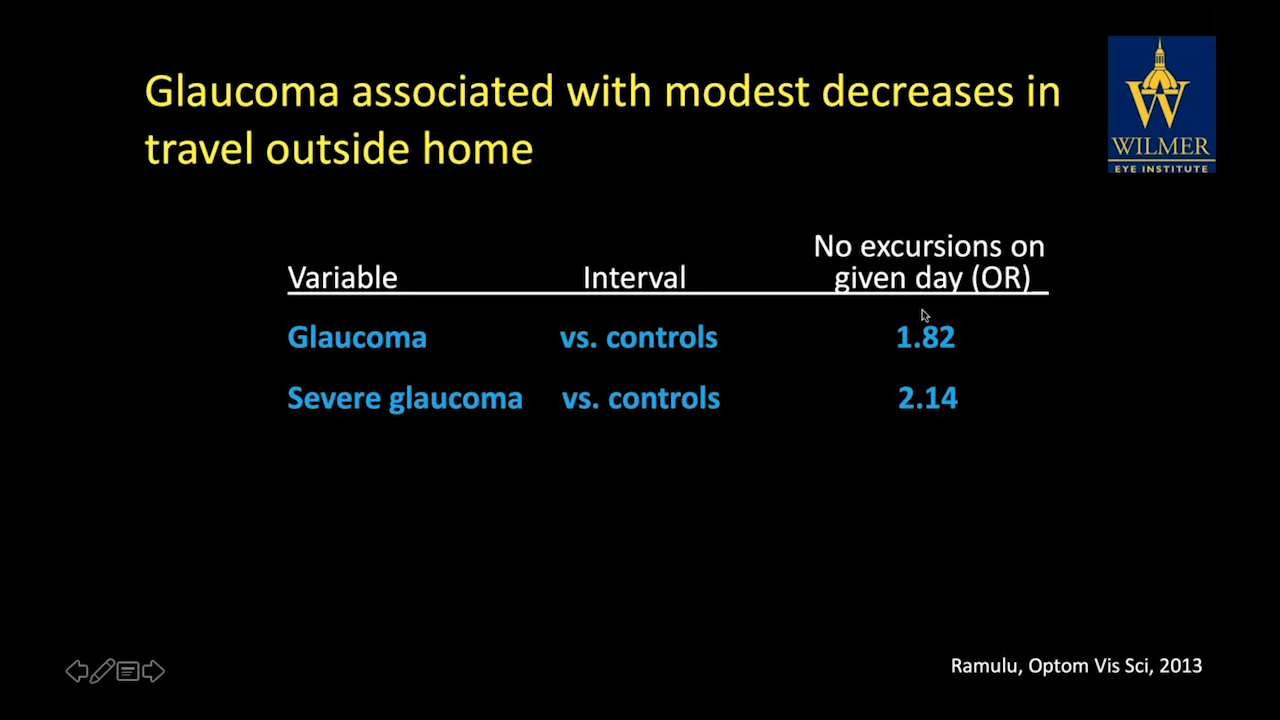 Glaucoma associated with modest decreases in
travel outside home
WILMER
EYE INSTITUTE
No excursions on
Variable Interval given day (OR)
Glaucoma vs. controls 1.82
Severe glaucoma vs. controls 2.14
Ramulu, Optom Vis Sci, 2013